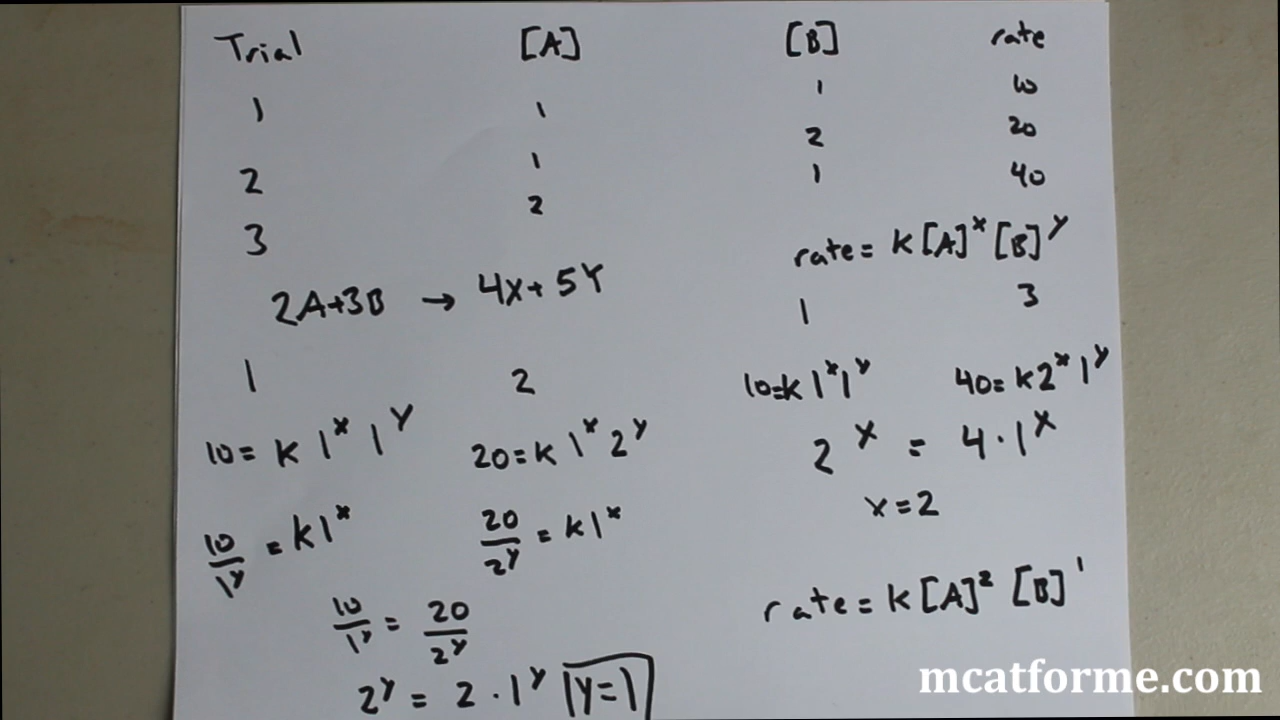 Trial [A] [B] rate
1 1 1 10
2 1 2 20
3 2 1 40
rate = k[A]^x [B]^y
2A+3B → 4X+5Y
1 2
1 3
10 = k 1^x 1^y 20 = k 1^x 2^y
10=k 1^x 1^y 40 = k 2^x 1^y
10/1^y = k 1^x 20/2^y = k 1^x
2^x = 4 · 1^x
10/1^y = 20/2^y
x = 2
2^y = 2 · 1^y y=1
rate = k[A]^2 [B]^1
mcatforme.com